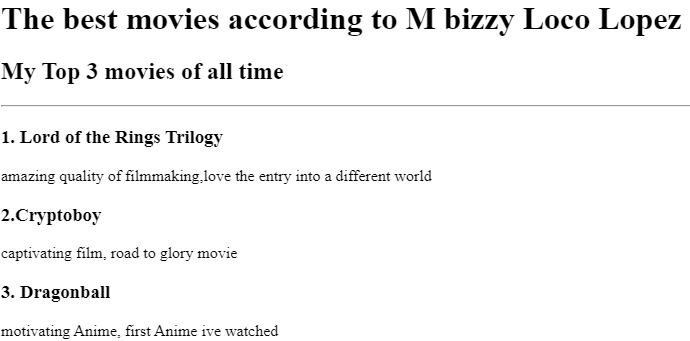 The best movies according to M bizzy Loco Lopez
My Top 3 movies of all time
1. Lord of the Rings Trilogy
amazing quality of filmmaking,love the entry into a different world
2.Cryptoboy
captivating film, road to glory movie
3. Dragonball
motivating Anime, first Anime ive watched